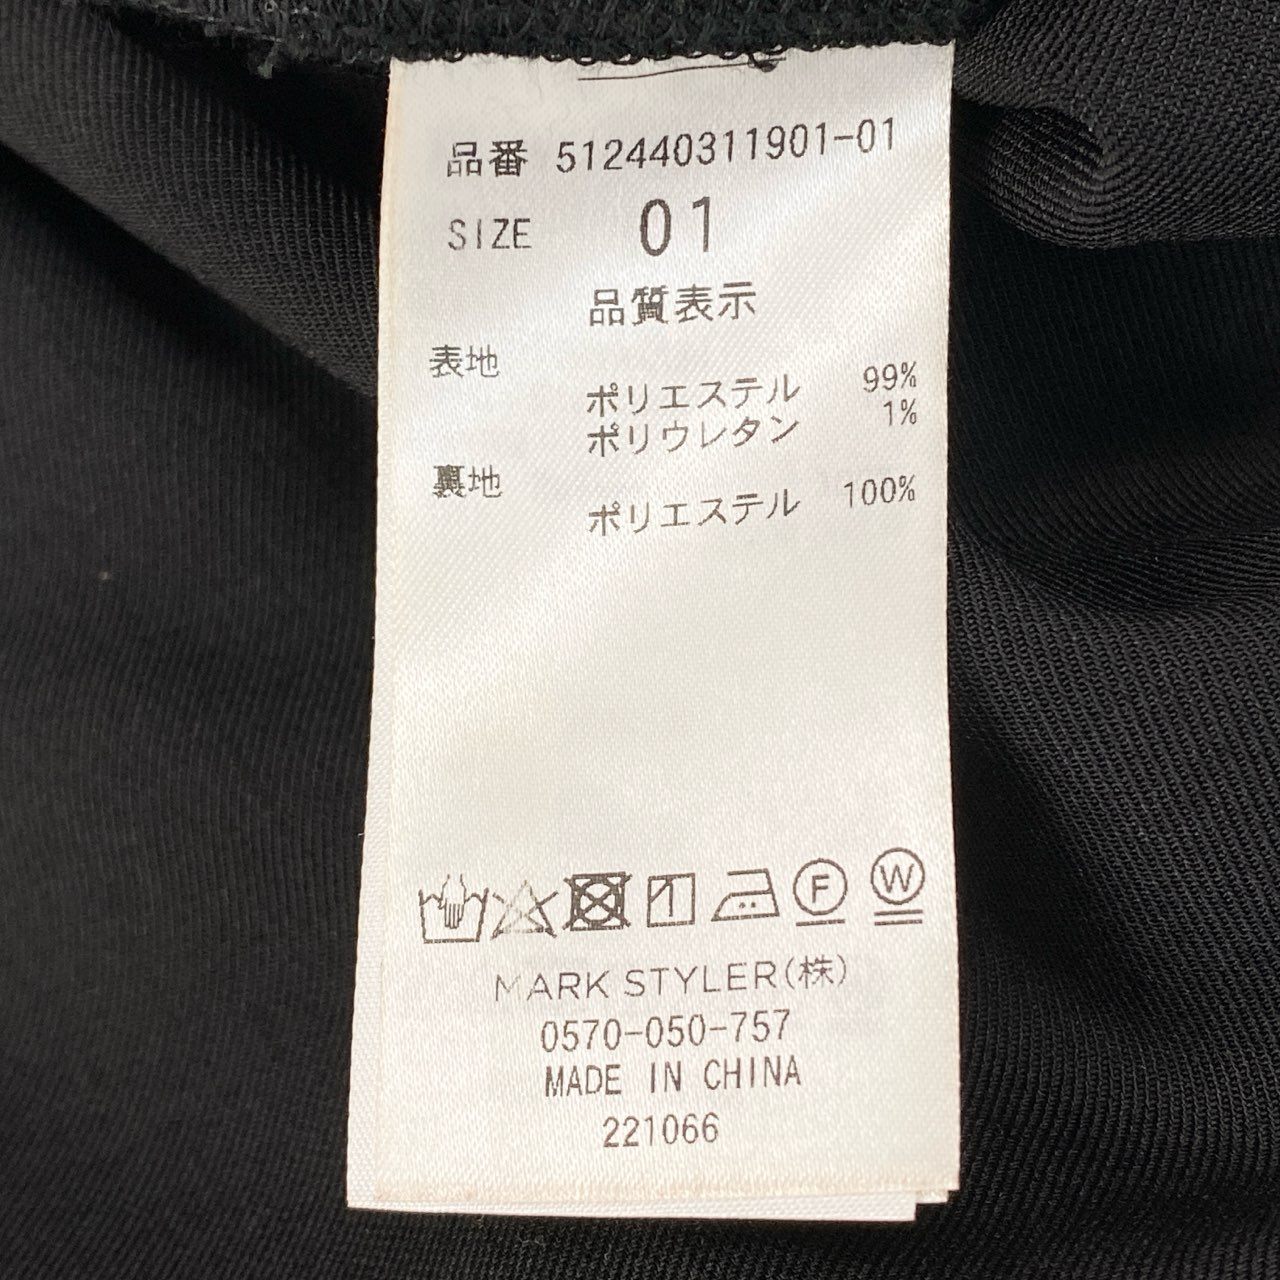 品番 512440311901-01
SIZE 01
品質表示
表地
ポリエステル 99%
ポリウレタン 1%
裏地
ポリエステル 100%
F W
MARK STYLER(株)
0570-050-757
MADE IN CHINA
221066